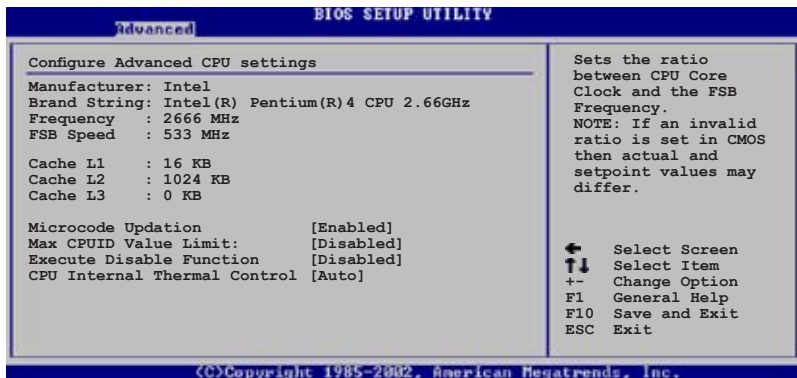 BIOS SETUP UTILITY
Advanced
Configure Advanced CPU settings
Manufacturer: Intel
Brand String: Intel(R) Pentium(R)4 CPU 2.66GHz
Frequency : 2666 MHz
FSB Speed : 533 MHz
Cache L1 : 16 KB
Cache L2 : 1024 KB
Cache L3 : 0 KB
Microcode Updation [Enabled]
Max CPUID Value Limit: [Disabled]
Execute Disable Function [Disabled]
CPU Internal Thermal Control [Auto]
Sets the ratio
between CPU Core
Clock and the FSB
Frequency.
NOTE: If an invalid
ratio is set in CMOS
then actual and
setpoint values may
differ.
← Select Screen
↑↓ Select Item
+- Change Option
F1 General Help
F10 Save and Exit
ESC Exit
(C)Copyright 1985-2002, American Megatrends, Inc.